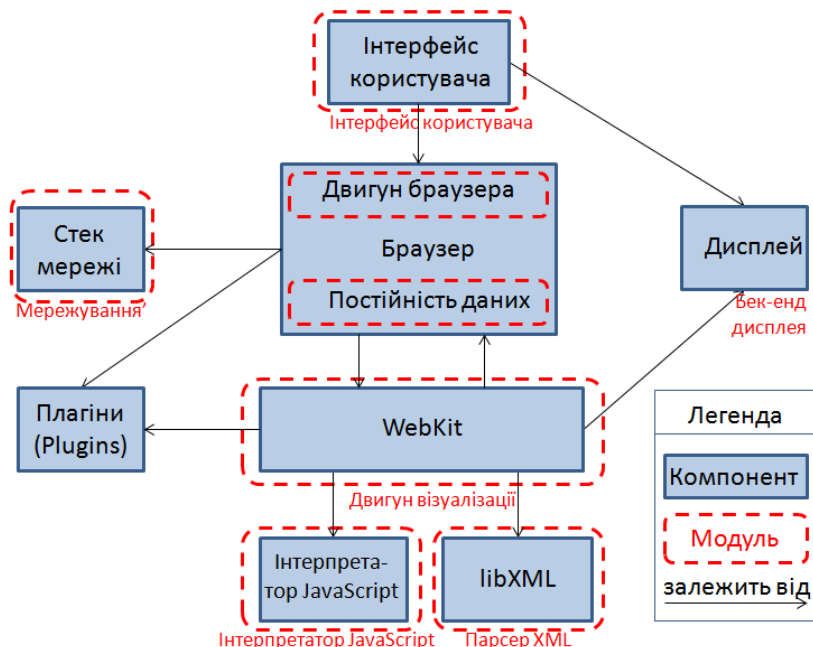 Інтерфейс
користувача
Інтерфейс користувача
Двигун браузера
Браузер
Постійність даних
Стек
мережі
Мережування’
Дисплей
Бек-енд
дисплея
Плагіни
(Plugins)
WebKit
Двигун візуалізації
Інтерпрета-
тор JavaScript
Інтерпретатор JavaScript
libXML
Парсер XML
Легенда
Компонент
Модуль
залежить від